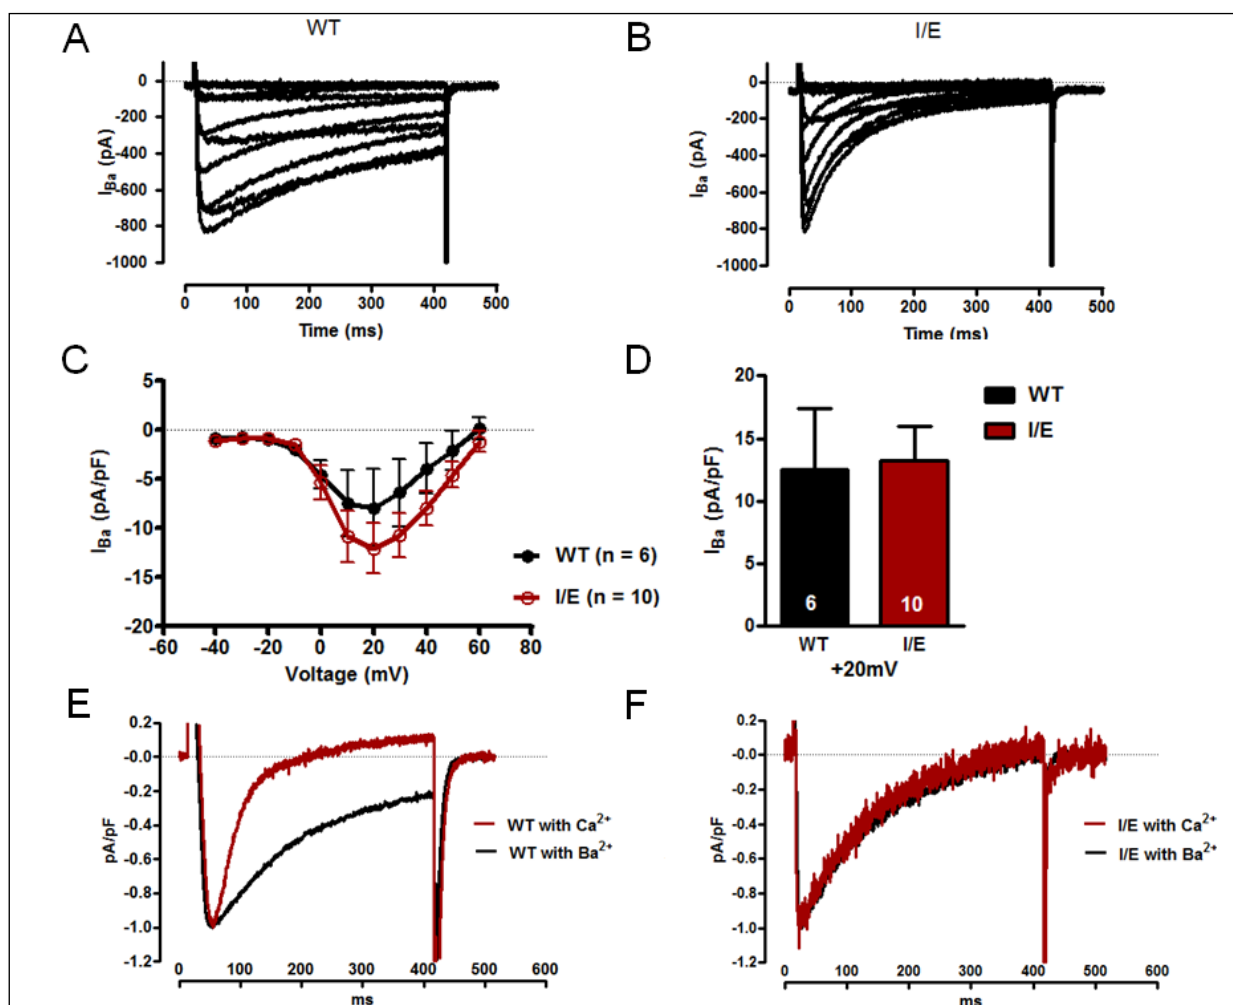 A
WT
0
-200
-400
-600
-800
-1000
I_Ba (pA)
0 100 200 300 400 500
Time (ms)
B
I/E
0
-200
-400
-600
-800
-1000
I_Ba (pA)
0 100 200 300 400 500
Time (ms)
C
5
0
-5
-10
-15
-20
I_Ba (pA/pF)
-60 -40 -20 0 20 40 60 80
Voltage (mV)
WT (n = 6)
I/E (n = 10)
D
20
15
10
5
0
I_Ba (pA/pF)
6 10
WT I/E
+20mV
WT
I/E
E
0.2
-0.0
-0.2
-0.4
-0.6
-0.8
-1.0
-1.2
pA/pF
0 100 200 300 400 500 600
ms
WT with Ca²⁺
WT with Ba²⁺
F
0.2
-0.0
-0.2
-0.4
-0.6
-0.8
-1.0
-1.2
pA/pF
0 100 200 300 400 500 600
ms
I/E with Ca²⁺
I/E with Ba²⁺